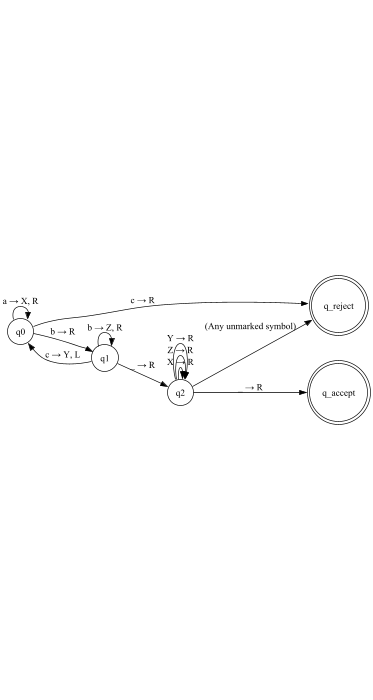 q_reject
a → X, R
c → R
(Any unmarked symbol)
q0
b → R
b → Z, R
Y → R
c → Y, L
q1
Z → R
_ → R
X → R
q2
_ → R
q_accept